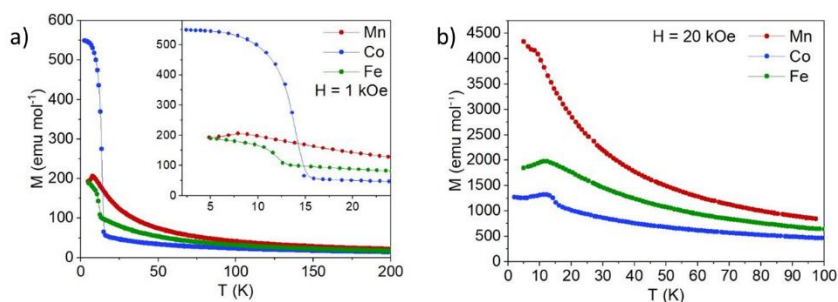 a)
M (emu mol⁻¹)
600
500
400
300
200
100
0
0 50 100 150 200
T (K)
500
400
300
200
100
0
5 10 15 20
Mn
Co
Fe
H = 1 kOe
b)
M (emu mol⁻¹)
4500
4000
3500
3000
2500
2000
1500
1000
500
0
0 10 20 30 40 50 60 70 80 90 100
T (K)
H = 20 kOe
Mn
Co
Fe